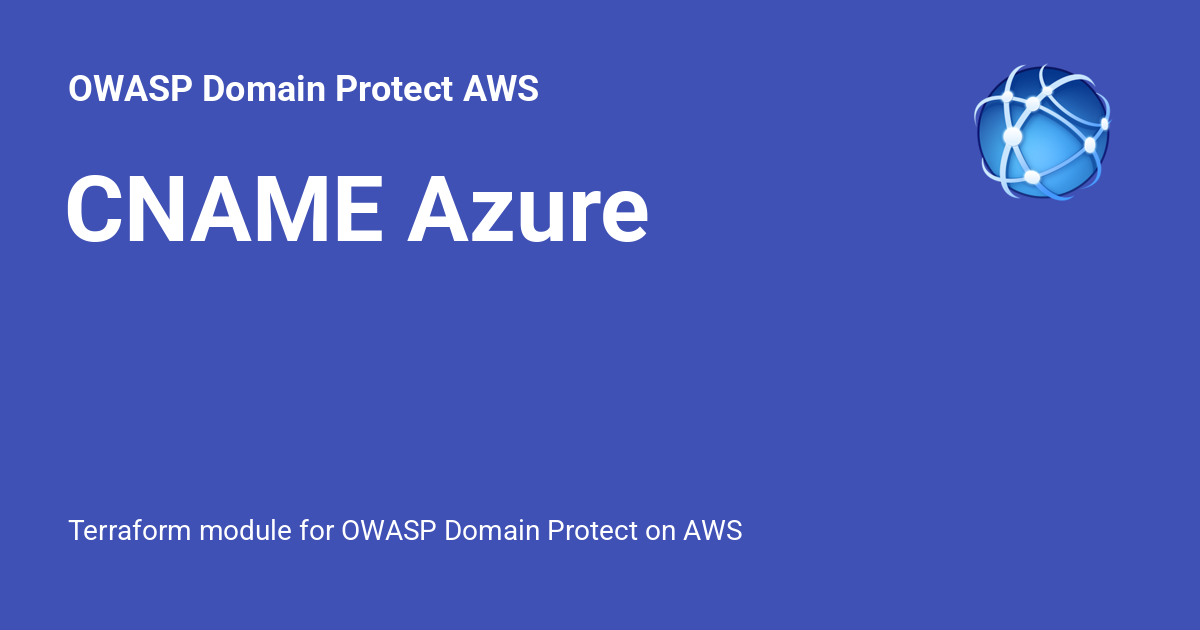 OWASP Domain Protect AWS
CNAME Azure
Terraform module for OWASP Domain Protect on AWS